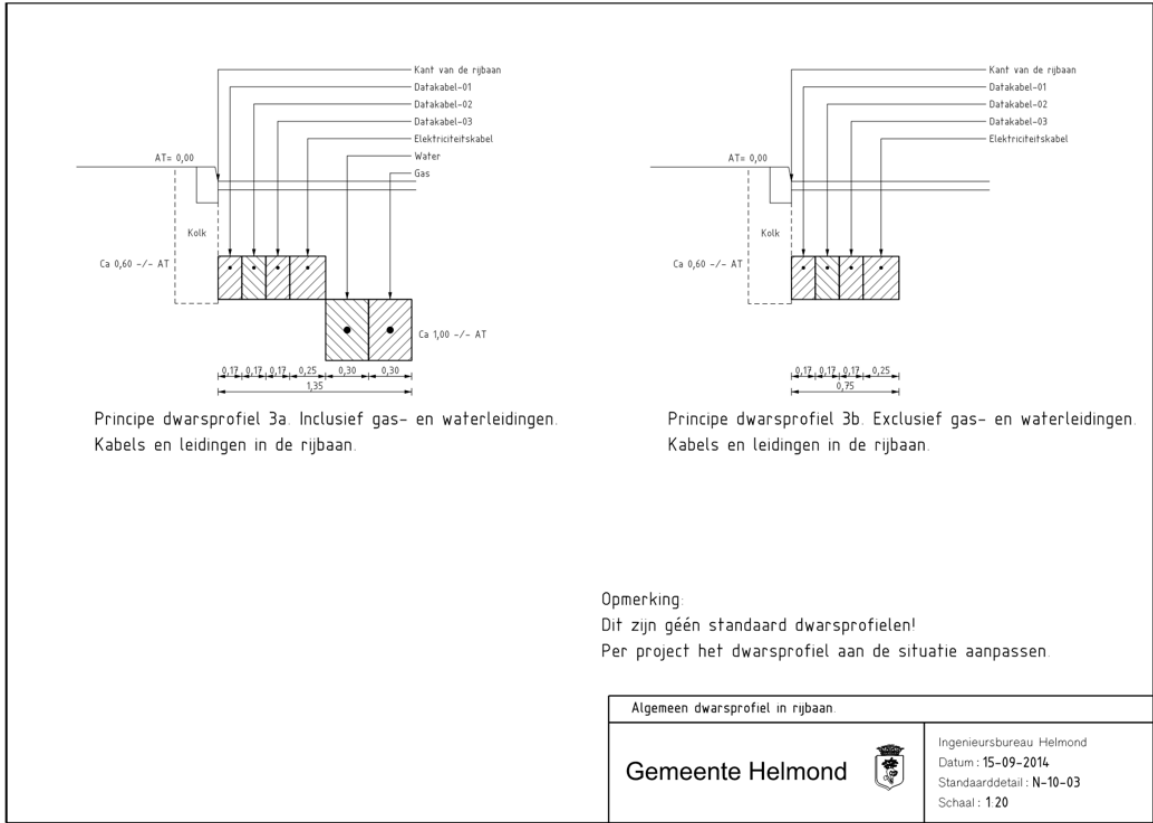 Kant van de rijbaan
Datakabel-01
Datakabel-02
Datakabel-03
Elektriciteitskabel
Water
Gas
AT= 0,00
Kolk
Ca 0,60 -/- AT
Ca 1,00 -/- AT
0,17 0,17 0,17 0,25 0,30 0,30
1,35
Principe dwarsprofiel 3a. Inclusief gas- en waterleidingen.
Kabels en leidingen in de rijbaan.
Kant van de rijbaan
Datakabel-01
Datakabel-02
Datakabel-03
Elektriciteitskabel
AT= 0,00
Kolk
Ca 0,60 -/- AT
0,17 0,17 0,17 0,25
0,75
Principe dwarsprofiel 3b. Exclusief gas- en waterleidingen.
Kabels en leidingen in de rijbaan.
Opmerking:
Dit zijn géén standaard dwarsprofielen!
Per project het dwarsprofiel aan de situatie aanpassen.
Algemeen dwarsprofiel in rijbaan.
Gemeente Helmond
Ingenieursbureau Helmond
Datum : 15-09-2014
Standaarddetail : N-10-03
Schaal : 1:20